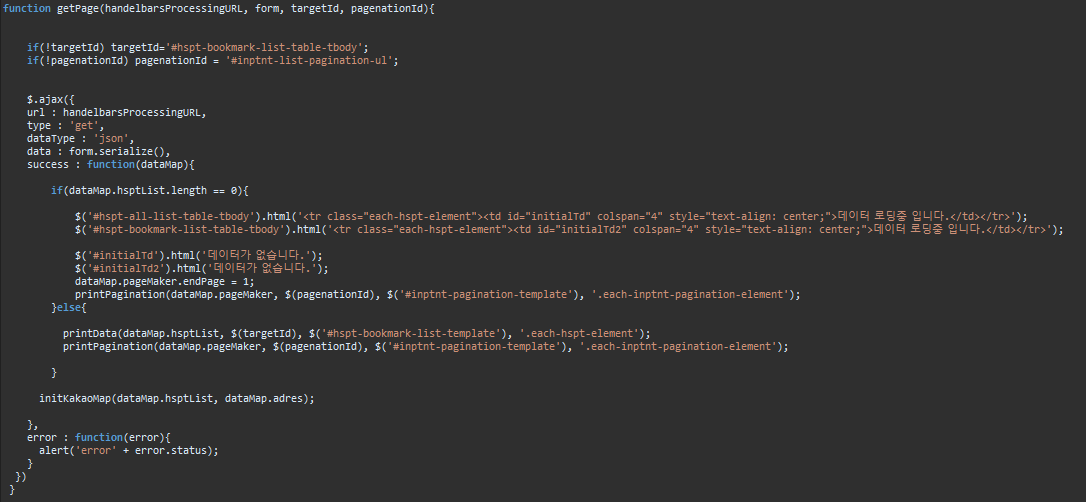 function getPage(handelbarsProcessingURL, form, targetId, pagenationId){
if(!targetId) targetId='#hspt-bookmark-list-table-tbody';
if(!pagenationId) pagenationId = '#inptnt-list-pagination-ul';
$.ajax({
url : handelbarsProcessingURL,
type : 'get',
dataType : 'json',
data : form.serialize(),
success : function(dataMap){
if(dataMap.hsptList.length == 0){
$('#hspt-all-list-table-tbody').html('<tr class="each-hspt-element"><td id="initialTd" colspan="4" style="text-align: center;">데이터 로딩중 입니다.</td></tr>');
$('#hspt-bookmark-list-table-tbody').html('<tr class="each-hspt-element"><td id="initialTd2" colspan="4" style="text-align: center;">데이터 로딩중 입니다.</td></tr>');
$('#initialTd').html('데이터가 없습니다.');
$('#initialTd2').html('데이터가 없습니다.');
dataMap.pageMaker.endPage = 1;
printPagination(dataMap.pageMaker, $(pagenationId), $('#inptnt-pagination-template'), '.each-inptnt-pagination-element');
}else{
printData(dataMap.hsptList, $(targetId), $('#hspt-bookmark-list-template'), '.each-hspt-element');
printPagination(dataMap.pageMaker, $(pagenationId), $('#inptnt-pagination-template'), '.each-inptnt-pagination-element');
}
initKakaoMap(dataMap.hsptList, dataMap.adres);
},
error : function(error){
alert('error' + error.status);
}
})
}